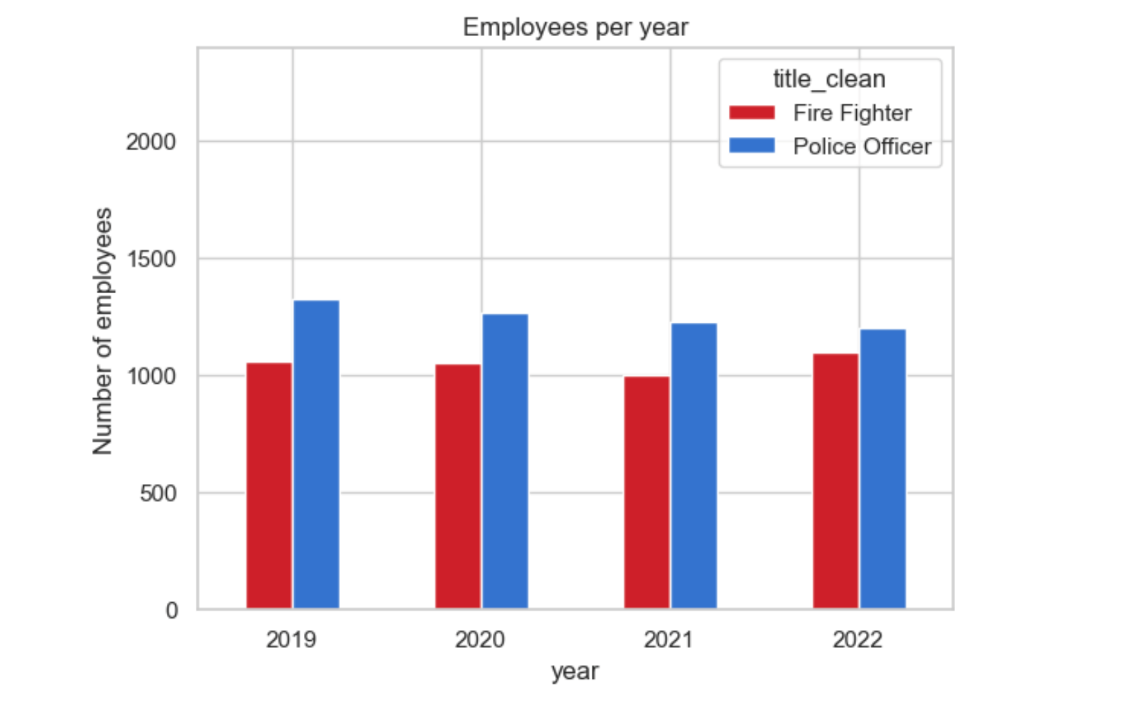 Employees per year
title_clean
Fire Fighter
Police Officer
Number of employees
2000
1500
1000
500
0
2019 2020 2021 2022
year